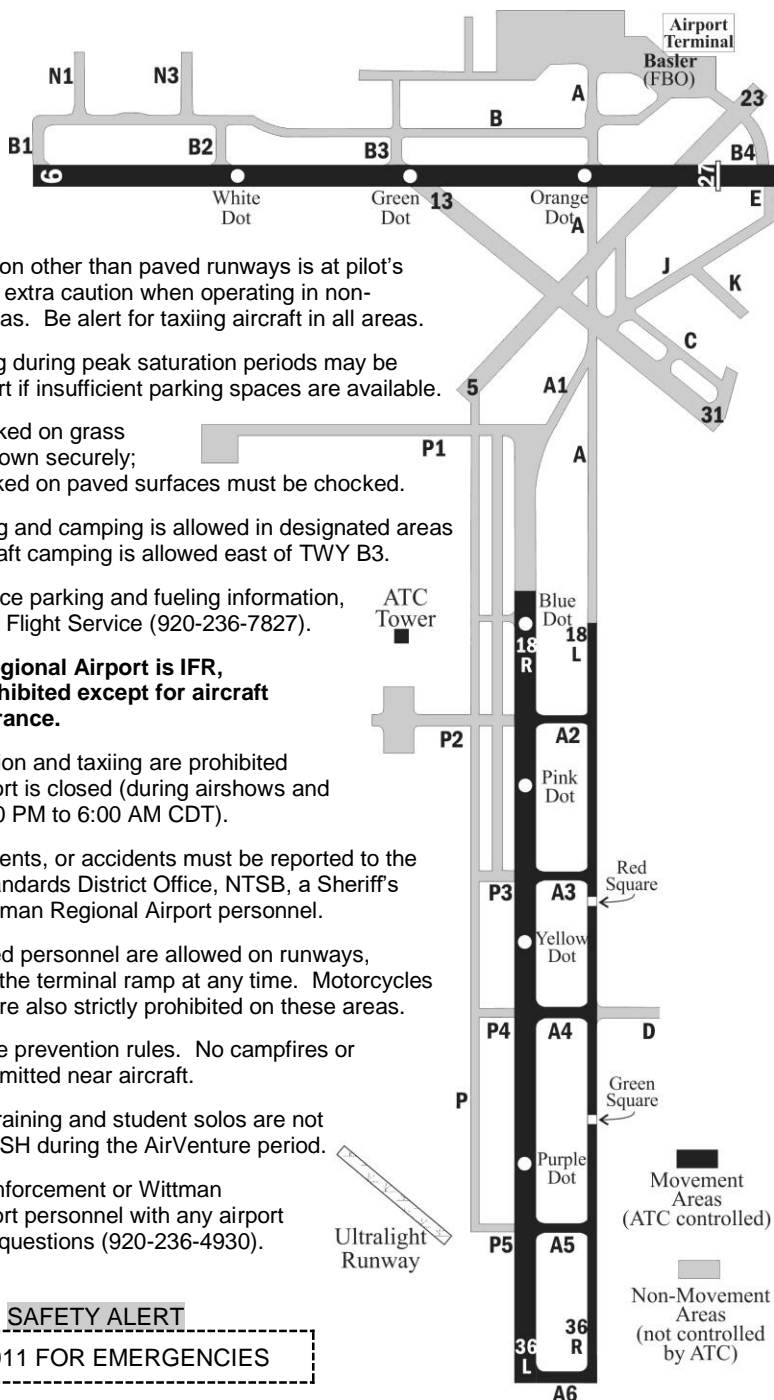 Airport
Terminal
Basler
(FBO)
N1
N3
A
B
23
B1
B2
B3
B4
6
27
White
Dot
Green
Dot
13
Orange
Dot
A
E
J
K
C
on other than paved runways is at pilot's
extra caution when operating in non-
as. Be alert for taxiing aircraft in all areas.
g during peak saturation periods may be
rt if insufficient parking spaces are available.
5
A1
31
ked on grass
own securely;
ked on paved surfaces must be chocked.
P1
A
g and camping is allowed in designated areas
aft camping is allowed east of TWY B3.
ce parking and fueling information,
Flight Service (920-236-7827).
ATC
Tower
Blue
Dot
18
R
18
L
egional Airport is IFR,
hibited except for aircraft
rance.
P2
A2
Pink
Dot
ion and taxiing are prohibited
ort is closed (during airshows and
0 PM to 6:00 AM CDT).
ents, or accidents must be reported to the
andards District Office, NTSB, a Sheriff's
man Regional Airport personnel.
P3
A3
Red
Square
Yellow
Dot
ed personnel are allowed on runways,
the terminal ramp at any time. Motorcycles
re also strictly prohibited on these areas.
P4
A4
D
e prevention rules. No campfires or
mitted near aircraft.
P
Green
Square
raining and student solos are not
SH during the AirVenture period.
Purple
Dot
nforcement or Wittman
ort personnel with any airport
questions (920-236-4930).
Ultralight
Runway
P5
A5
Movement
Areas
(ATC controlled)
Non-Movement
Areas
(not controlled
by ATC)
SAFETY ALERT
911 FOR EMERGENCIES
36
L
36
R
A6